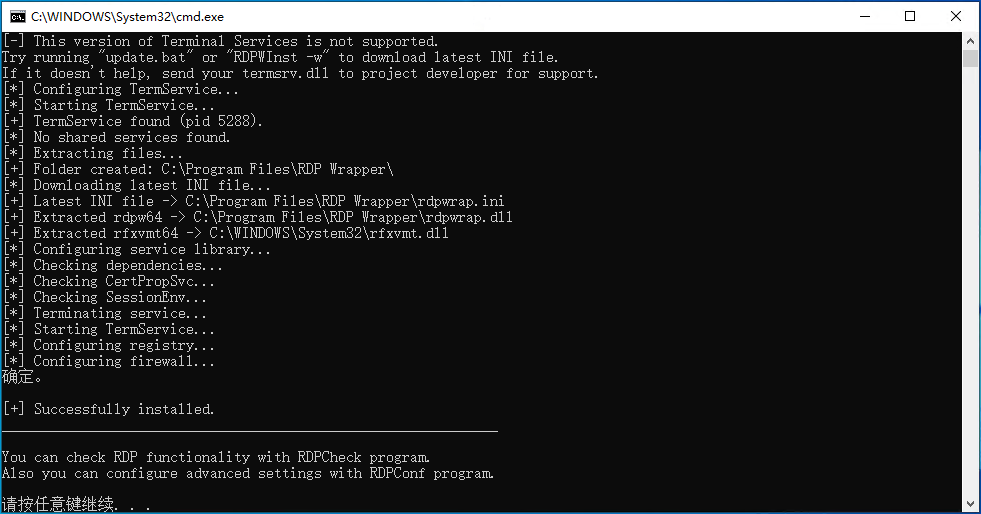 C:\WINDOWS\System32\cmd.exe
[-] This version of Terminal Services is not supported.
Try running "update.bat" or "RDPWInst -w" to download latest INI file.
If it doesn't help, send your termsrv.dll to project developer for support.
[*] Configuring TermService...
[*] Starting TermService...
[+] TermService found (pid 5288).
[*] No shared services found.
[*] Extracting files...
[+] Folder created: C:\Program Files\RDP Wrapper\
[*] Downloading latest INI file...
[+] Latest INI file -> C:\Program Files\RDP Wrapper\rdpwrap.ini
[+] Extracted rdpw64 -> C:\Program Files\RDP Wrapper\rdpwrap.dll
[+] Extracted rfxvmt64 -> C:\WINDOWS\System32\rfxvmt.dll
[*] Configuring service library...
[*] Checking dependencies...
[*] Checking CertPropSvc...
[*] Checking SessionEnv...
[*] Terminating service...
[*] Starting TermService...
[*] Configuring registry...
[*] Configuring firewall...
确定。
[+] Successfully installed.
You can check RDP functionality with RDPCheck program.
Also you can configure advanced settings with RDPConf program.
请按任意键继续. . .